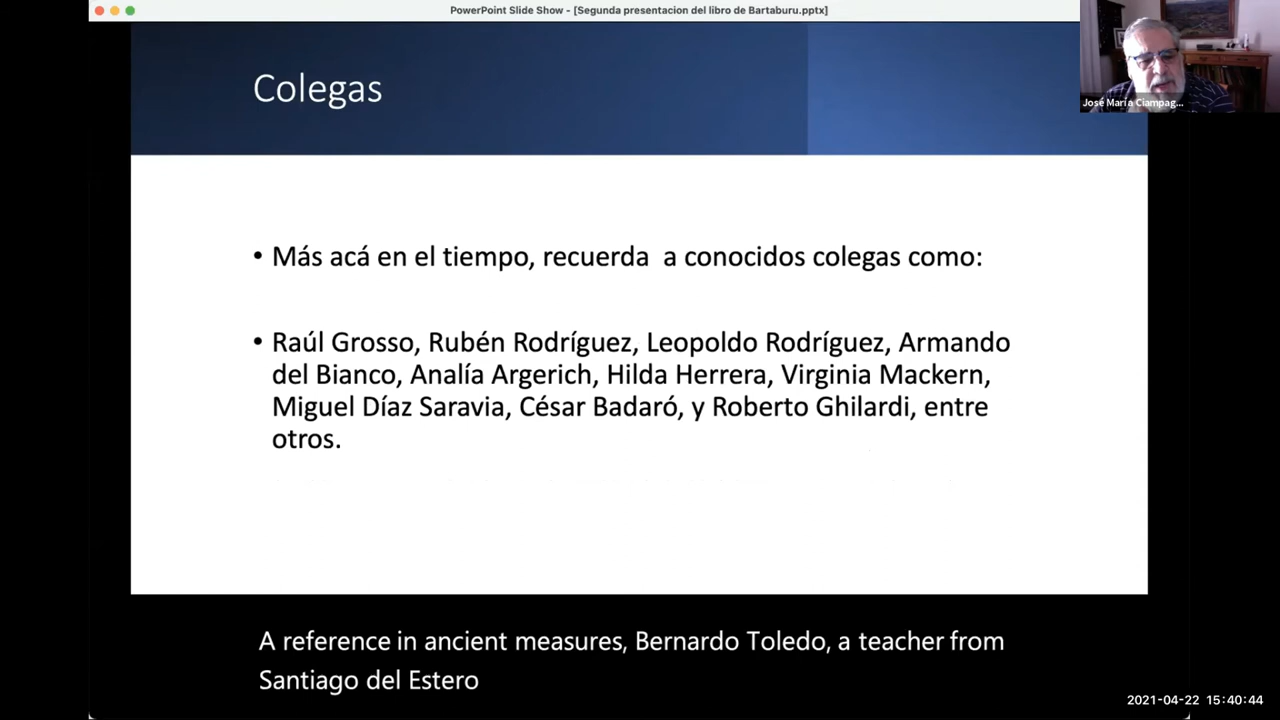 PowerPoint Slide Show - [Segunda presentacion del libro de Bartaburu.pptx]
José María Ciampag...
Colegas
• Más acá en el tiempo, recuerda a conocidos colegas como:
• Raúl Grosso, Rubén Rodríguez, Leopoldo Rodríguez, Armando
del Bianco, Analía Argerich, Hilda Herrera, Virginia Mackern,
Miguel Díaz Saravia, César Badaró, y Roberto Ghilardi, entre
otros.
A reference in ancient measures, Bernardo Toledo, a teacher from
Santiago del Estero
2021-04-22 15:40:44